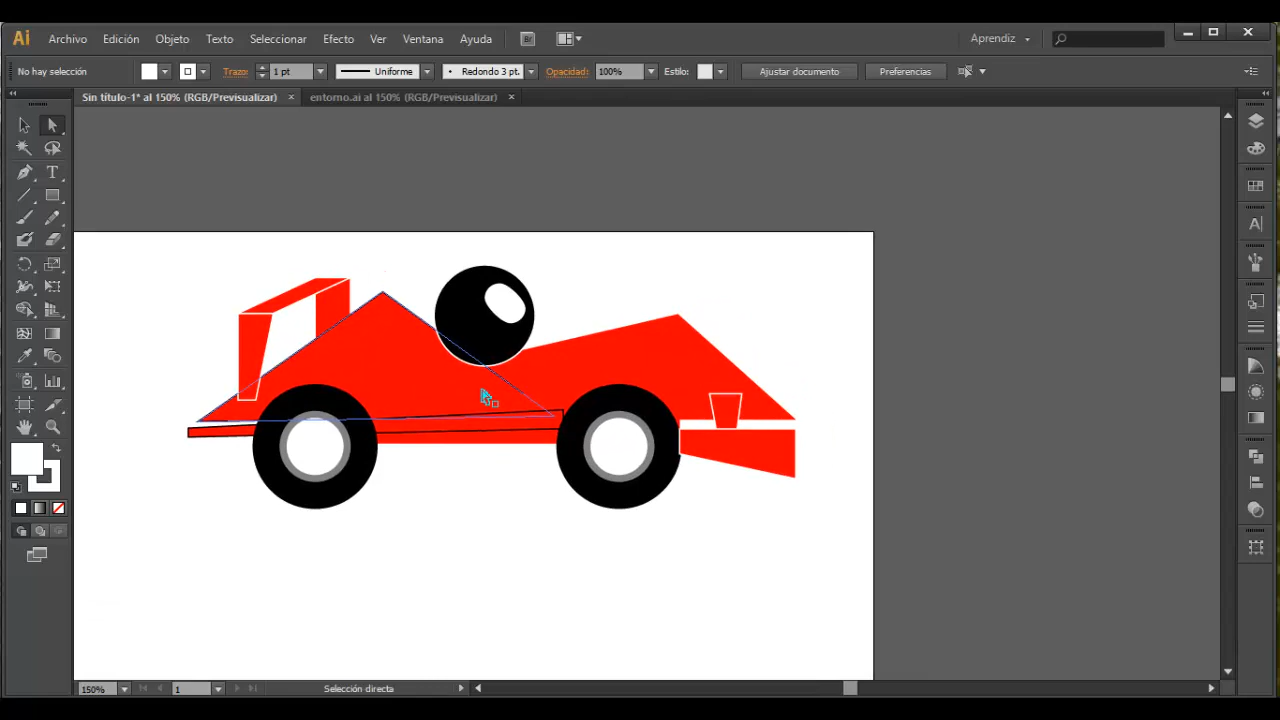 Ai Archivo Edición Objeto Texto Seleccionar Efecto Ver Ventana Ayuda Br Aprendiz
No hay selección Trazo: 1 pt Uniforme Redondo 3 pt. Opacidad: 100% Estilo: Ajustar documento Preferencias
Sin título-1* al 150% (RGB/Previsualizar) entorno.ai al 150% (RGB/Previsualizar)
150% 1 Selección directa